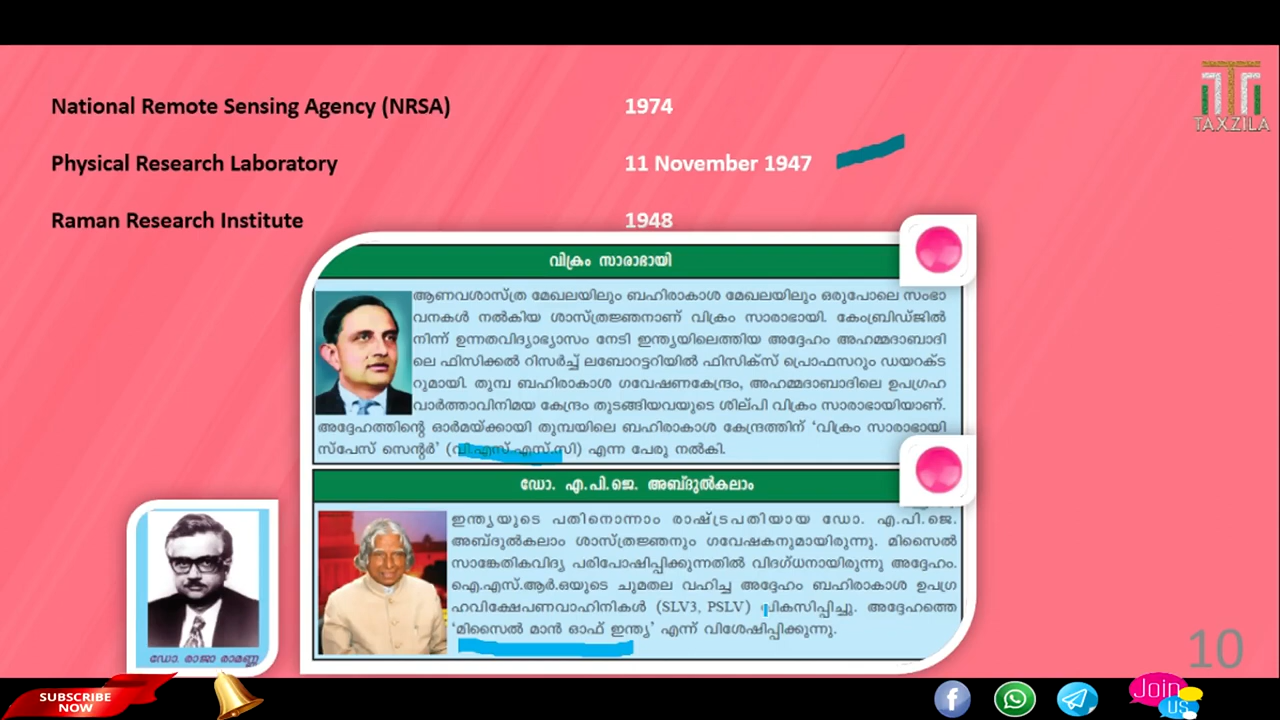 National Remote Sensing Agency (NRSA) 1974
TAXZILA
Physical Research Laboratory 11 November 1947
Raman Research Institute 1948
വിക്രം സാരാഭായി
ആണവശാസ്ത്ര മേഖലയിലും ബഹിരാകാശ മേഖലയിലും ഒരുപോലെ സംഭാ
വനകൾ നൽകിയ ശാസ്ത്രജ്ഞനാണ് വിക്രം സാരാഭായി. കേംബ്രിഡ്ജിൽ
നിന്ന് ഉന്നതവിദ്യാഭ്യാസം നേടി ഇന്ത്യയിലെത്തിയ അദ്ദേഹം അഹമ്മദാബാദി
ലെ ഫിസിക്കൽ റിസർച്ച് ലബോറട്ടറിയിൽ ഫിസിക്സ് പ്രൊഫസറും ഡയറക്ട
റുമായി. തുമ്പ ബഹിരാകാശ ഗവേഷണകേന്ദ്രം, അഹമ്മദാബാദിലെ ഉപഗ്രഹ
വാർത്താവിനിമയ കേന്ദ്രം തുടങ്ങിയവയുടെ ശില്പി വിക്രം സാരാഭായിയാണ്.
അദ്ദേഹത്തിന്റെ ഓർമയ്ക്കായി തുമ്പയിലെ ബഹിരാകാശ കേന്ദ്രത്തിന് 'വിക്രം സാരാഭായി
സ്പേസ് സെന്റർ' (വി.എസ്.എസ്.സി) എന്ന പേരു നൽകി.
ഡോ. എ.പി.ജെ. അബ്ദുൽകലാം
ഇന്ത്യയുടെ പതിനൊന്നാം രാഷ്ട്രപതിയായ ഡോ. എ.പി.ജെ.
അബ്ദുൽകലാം ശാസ്ത്രജ്ഞനും ഗവേഷകനുമായിരുന്നു. മിസൈൽ
സാങ്കേതികവിദ്യ പരിപോഷിപ്പിക്കുന്നതിൽ വിദഗ്ധനായിരുന്നു അദ്ദേഹം.
ഐ.എസ്.ആർ.ഒയുടെ ചുമതല വഹിച്ച അദ്ദേഹം ബഹിരാകാശ ഉപഗ്ര
ഹവിക്ഷേപണവാഹിനികൾ (SLV3, PSLV) വികസിപ്പിച്ചു. അദ്ദേഹത്തെ
'മിസൈൽ മാൻ ഓഫ് ഇന്ത്യ' എന്ന് വിശേഷിപ്പിക്കുന്നു.
ഡോ. രാജാ രാമണ്ണ
10
SUBSCRIBE
NOW
Join
us